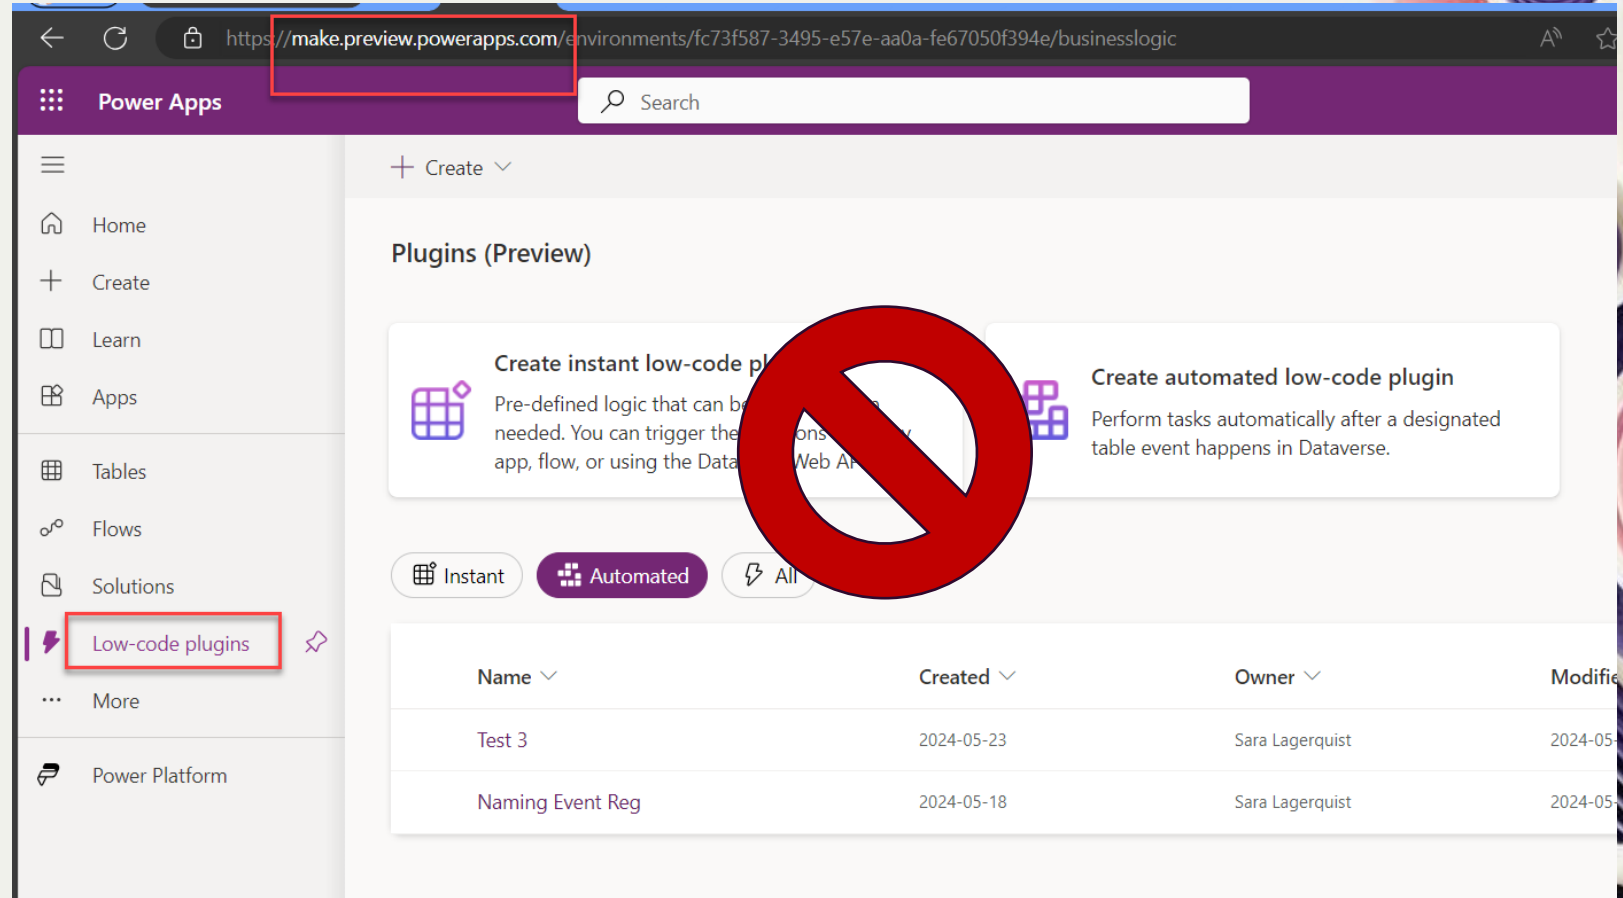 https://make.preview.powerapps.com/environments/fc73f587-3495-e57e-aa0a-fe67050f394e/businesslogic
Power Apps
Search
Create
Home
Create
Learn
Apps
Tables
Flows
Solutions
Low-code plugins
More
Power Platform
Plugins (Preview)
Create instant low-code
Pre-defined logic that can
needed. You can trigger
app, flow, or using the Web
Create automated low-code plugin
Perform tasks automatically after a designated
table event happens in Dataverse.
Instant
Automated
All
Name Created Owner
Test 3 2024-05-23 Sara Lagerquist
Naming Event Reg 2024-05-18 Sara Lagerquist